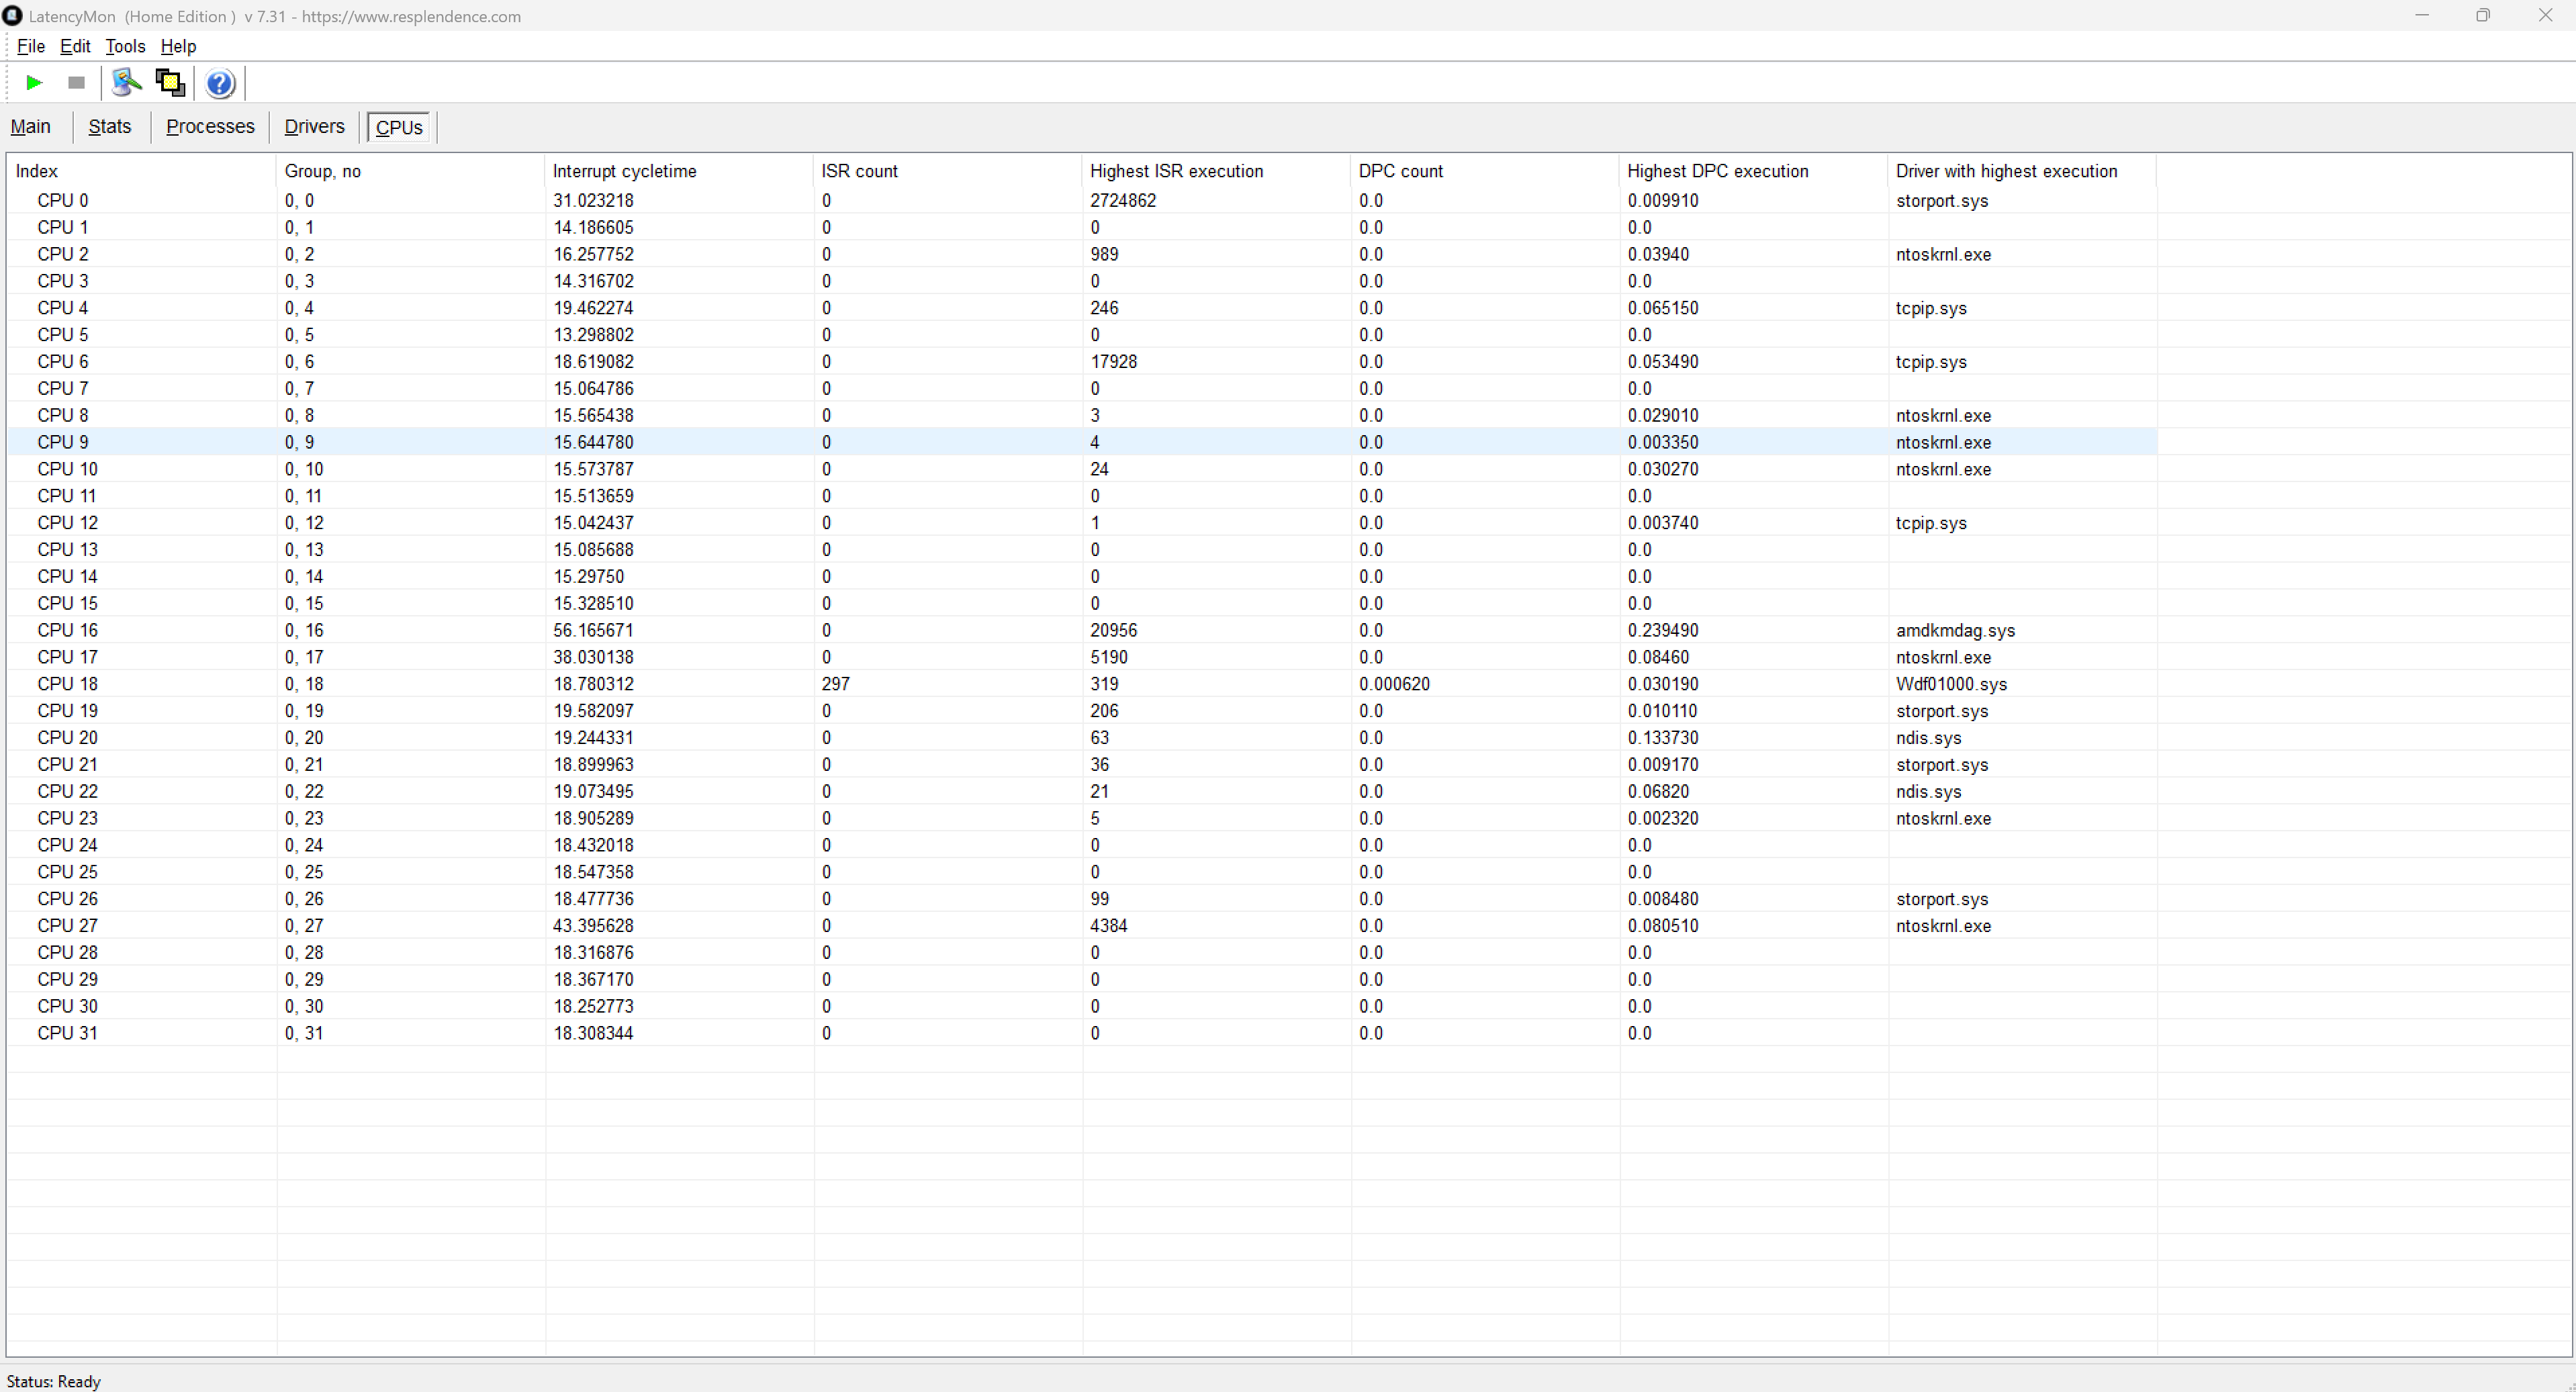 LatencyMon (Home Edition ) v 7.31 - https://www.resplendence.com
File Edit Tools Help
Main Stats Processes Drivers CPUs
Index Group, no Interrupt cycletime ISR count Highest ISR execution DPC count Highest DPC execution Driver with highest execution
CPU 0 0, 0 31.023218 0 2724862 0.0 0.009910 storport.sys
CPU 1 0, 1 14.186605 0 0 0.0 0.0
CPU 2 0, 2 16.257752 0 989 0.0 0.03940 ntoskrnl.exe
CPU 3 0, 3 14.316702 0 0 0.0 0.0
CPU 4 0, 4 19.462274 0 246 0.0 0.065150 tcpip.sys
CPU 5 0, 5 13.298802 0 0 0.0 0.0
CPU 6 0, 6 18.619082 0 17928 0.0 0.053490 tcpip.sys
CPU 7 0, 7 15.064786 0 0 0.0 0.0
CPU 8 0, 8 15.565438 0 3 0.0 0.029010 ntoskrnl.exe
CPU 9 0, 9 15.644780 0 4 0.0 0.003350 ntoskrnl.exe
CPU 10 0, 10 15.573787 0 24 0.0 0.030270 ntoskrnl.exe
CPU 11 0, 11 15.513659 0 0 0.0 0.0
CPU 12 0, 12 15.042437 0 1 0.0 0.003740 tcpip.sys
CPU 13 0, 13 15.085688 0 0 0.0 0.0
CPU 14 0, 14 15.29750 0 0 0.0 0.0
CPU 15 0, 15 15.328510 0 0 0.0 0.0
CPU 16 0, 16 56.165671 0 20956 0.0 0.239490 amdkmdag.sys
CPU 17 0, 17 38.030138 0 5190 0.0 0.08460 ntoskrnl.exe
CPU 18 0, 18 18.780312 297 319 0.000620 0.030190 Wdf01000.sys
CPU 19 0, 19 19.582097 0 206 0.0 0.010110 storport.sys
CPU 20 0, 20 19.244331 0 63 0.0 0.133730 ndis.sys
CPU 21 0, 21 18.899963 0 36 0.0 0.009170 storport.sys
CPU 22 0, 22 19.073495 0 21 0.0 0.06820 ndis.sys
CPU 23 0, 23 18.905289 0 5 0.0 0.002320 ntoskrnl.exe
CPU 24 0, 24 18.432018 0 0 0.0 0.0
CPU 25 0, 25 18.547358 0 0 0.0 0.0
CPU 26 0, 26 18.477736 0 99 0.0 0.008480 storport.sys
CPU 27 0, 27 43.395628 0 4384 0.0 0.080510 ntoskrnl.exe
CPU 28 0, 28 18.316876 0 0 0.0 0.0
CPU 29 0, 29 18.367170 0 0 0.0 0.0
CPU 30 0, 30 18.252773 0 0 0.0 0.0
CPU 31 0, 31 18.308344 0 0 0.0 0.0
Status: Ready